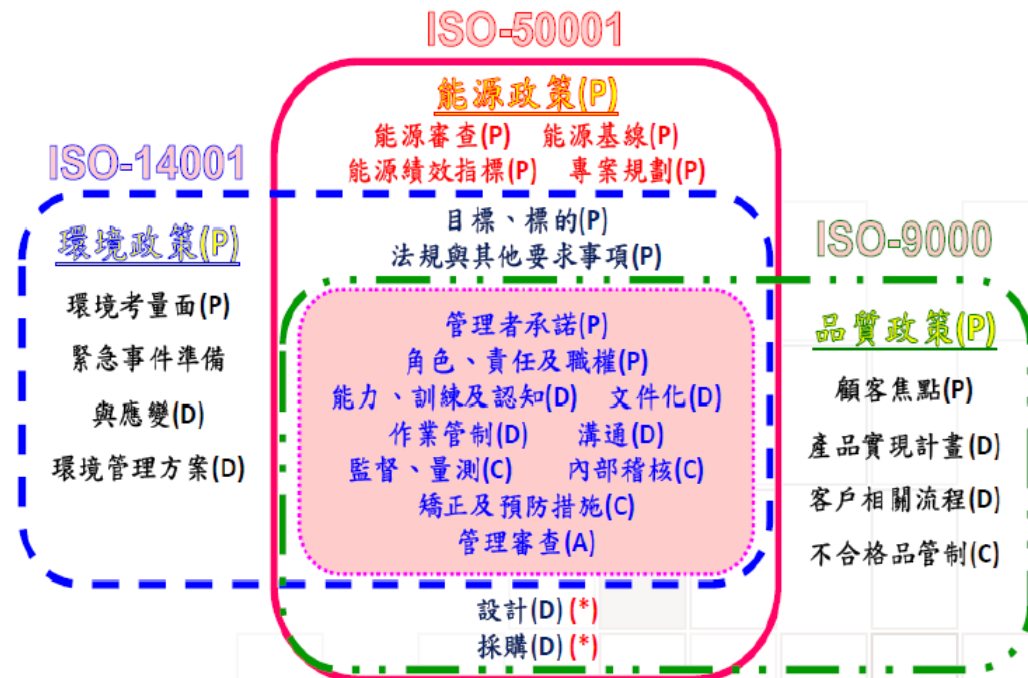 ISO-50001
能源政策(P)
能源審查(P) 能源基線(P)
能源績效指標(P) 專案規劃(P)
ISO-14001
環境政策(P)
環境考量面(P)
緊急事件準備
與應變(D)
環境管理方案(D)
目標、標的(P)
法規與其他要求事項(P)
管理者承諾(P)
角色、責任及職權(P)
能力、訓練及認知(D) 文件化(D)
作業管制(D) 溝通(D)
監督、量測(C) 內部稽核(C)
矯正及預防措施(C)
管理審查(A)
設計(D) (*)
採購(D) (*)
ISO-9000
品質政策(P)
顧客焦點(P)
產品實現計畫(D)
客戶相關流程(D)
不合格品管制(C)